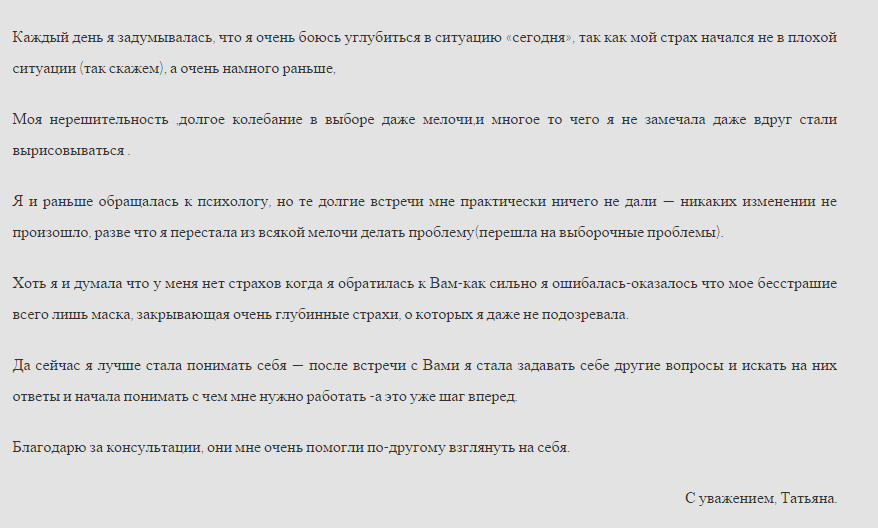 Каждый день я задумывалась, что я очень боюсь углубиться в ситуацию «сегодня», так как мой страх начался не в плохой
ситуации (так скажем), а очень намного раньше,
Моя нерешительность ,долгое колебание в выборе даже мелочи,и многое то чего я не замечала даже вдруг стали
вырисовываться .
Я и раньше обращалась к психологу, но те долгие встречи мне практически ничего не дали — никаких изменении не
произошло, разве что я перестала из всякой мелочи делать проблему(перешла на выборочные проблемы).
Хоть я и думала что у меня нет страхов когда я обратилась к Вам-как сильно я ошибалась-оказалось что мое бесстрашие
всего лишь маска, закрывающая очень глубинные страхи, о которых я даже не подозревала.
Да сейчас я лучше стала понимать себя — после встречи с Вами я стала задавать себе другие вопросы и искать на них
ответы и начала понимать с чем мне нужно работать -а это уже шаг вперед.
Благодарю за консультации, они мне очень помогли по-другому взглянуть на себя.
С уважением, Татьяна.